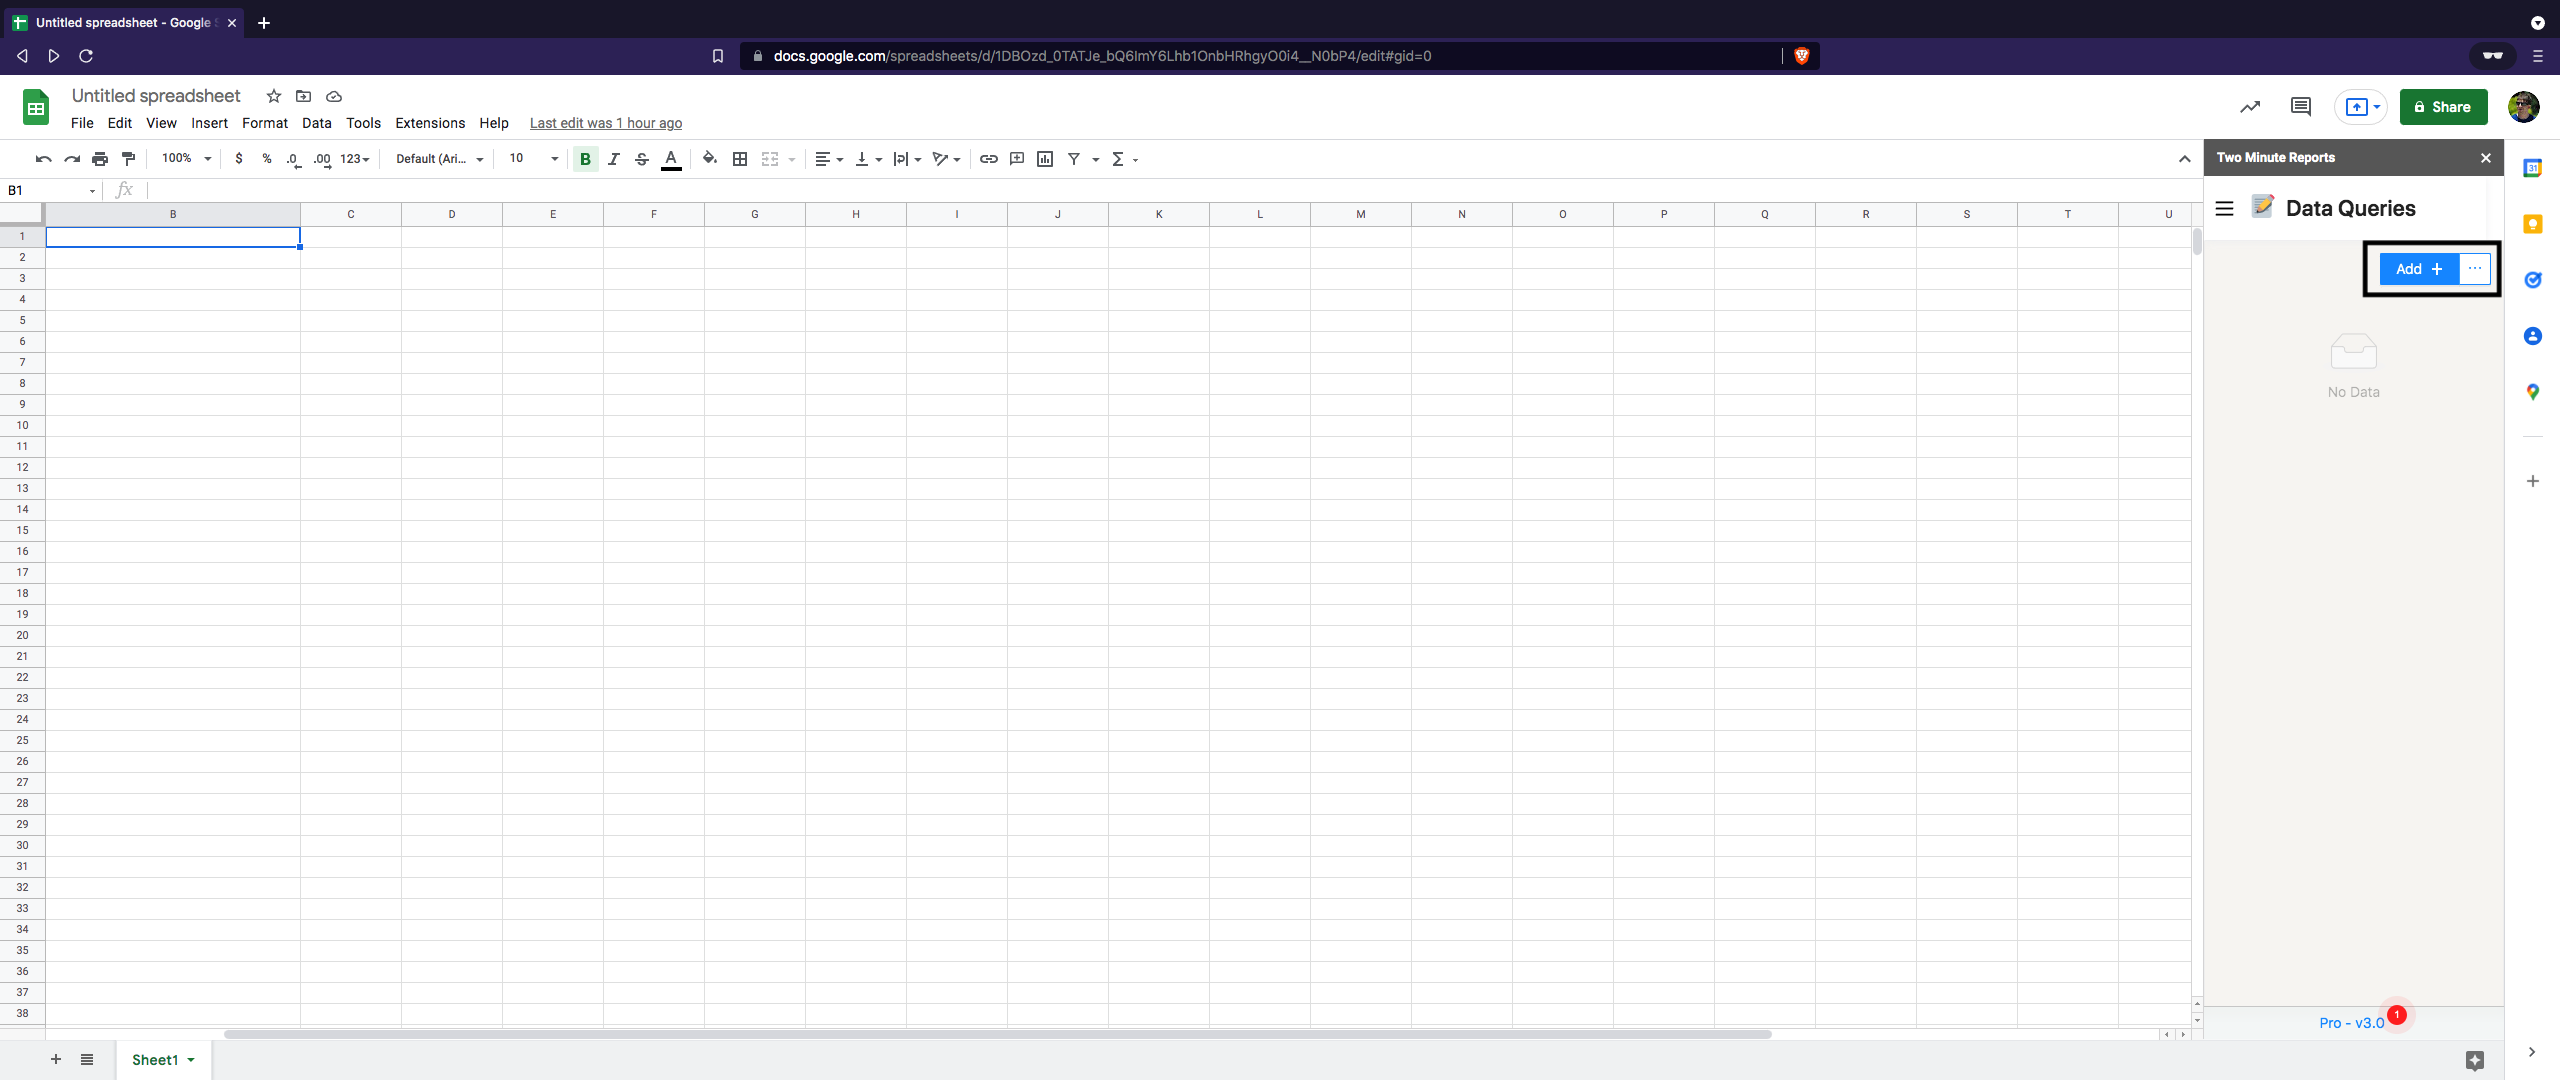 Untitled spreadsheet - Google S
docs.google.com/spreadsheets/d/1DBOzd_0TATJe_bQ6ImY6Lhb1OnbHRhgyO0i4__N0bP4/edit#gid=0
Untitled spreadsheet
File Edit View Insert Format Data Tools Extensions Help Last edit was 1 hour ago
Share
100% $ % .0 .00 123 Default (Ari... 10 B I S A
Two Minute Reports
B1 fx
Data Queries
B C D E F G H I J K L M N O P Q R S T U
1
2
Add + ...
3
4
5
6
7
8
No Data
9
10
11
12
13
14
15
16
17
18
19
20
21
22
23
24
25
26
27
28
29
30
31
32
33
34
35
36
37
38
Pro - v3.0 1
Sheet1
31